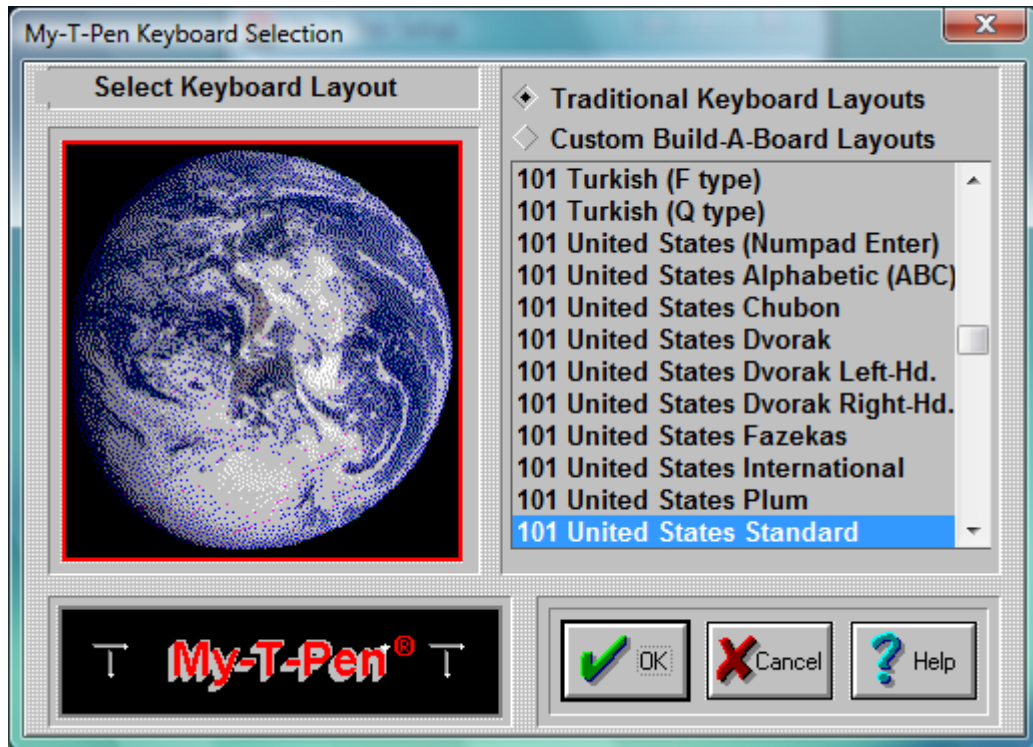 My-T-Pen Keyboard Selection
Select Keyboard Layout
Traditional Keyboard Layouts
Custom Build-A-Board Layouts
101 Turkish (F type)
101 Turkish (Q type)
101 United States (Numpad Enter)
101 United States Alphabetic (ABC)
101 United States Chubon
101 United States Dvorak
101 United States Dvorak Left-Hd.
101 United States Dvorak Right-Hd.
101 United States Fazekas
101 United States International
101 United States Plum
101 United States Standard
My-T-Pen®
OK
Cancel
Help